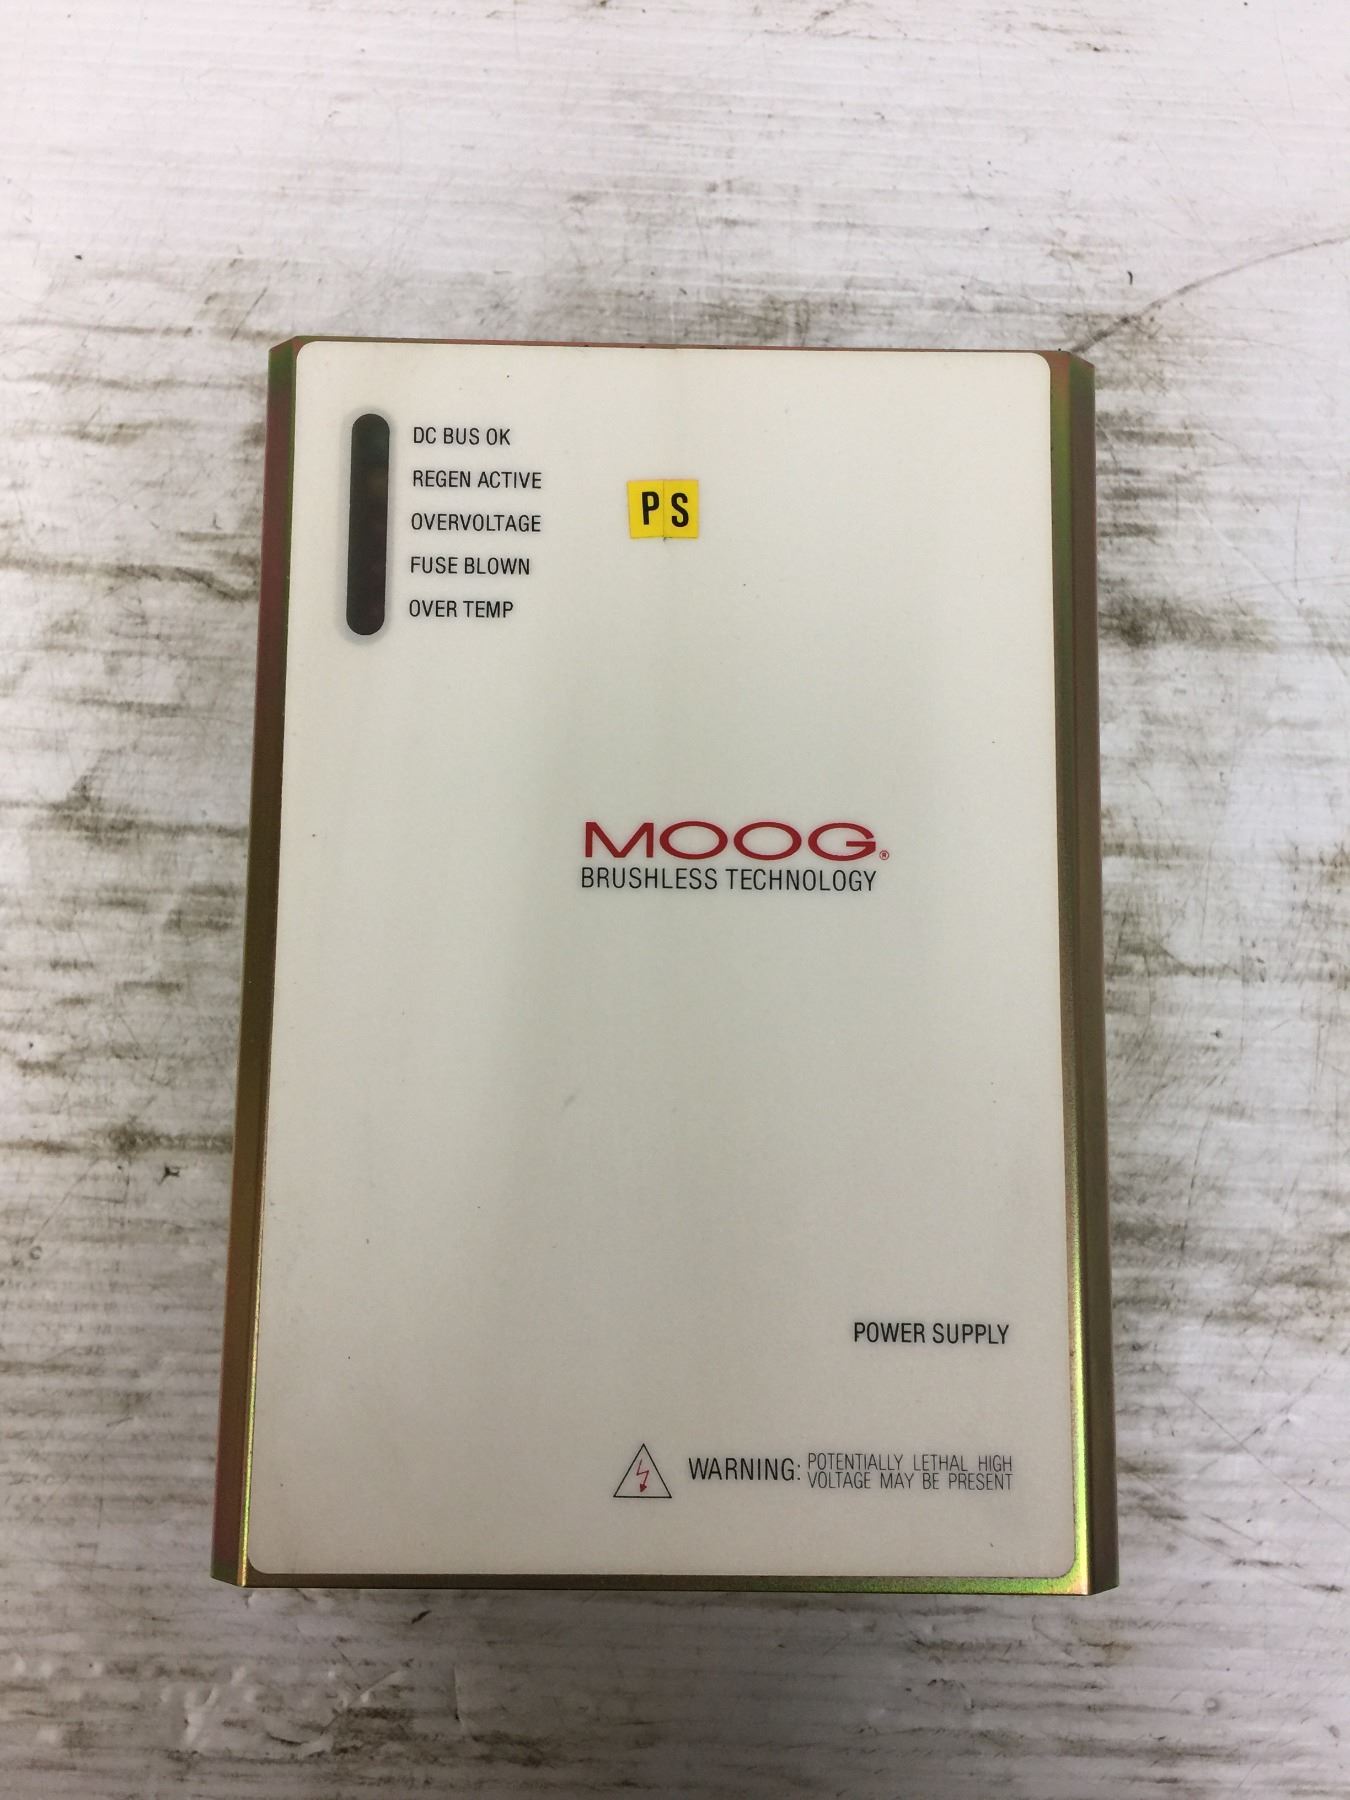 DC BUS OK
REGEN ACTIVE
OVERVOLTAGE
FUSE BLOWN
OVER TEMP
PS
MOOG®
BRUSHLESS TECHNOLOGY
POWER SUPPLY
WARNING: POTENTIALLY LETHAL HIGH
VOLTAGE MAY BE PRESENT